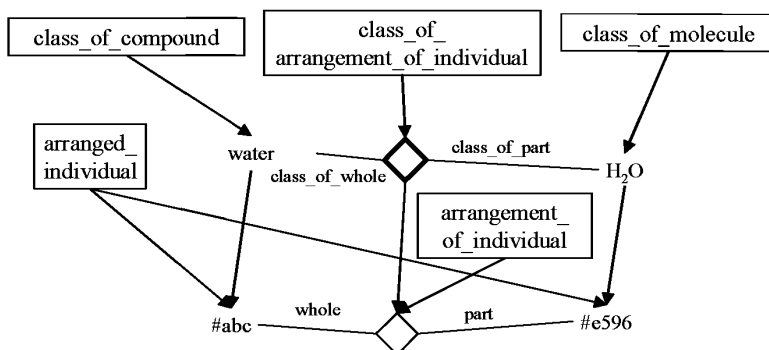 class_of_compound
class_of_
arrangement_of_individual
class_of_molecule
arranged_
individual
water
class_of_whole
class_of_part
H₂O
arrangement_
of_individual
#abc
whole
part
#e596